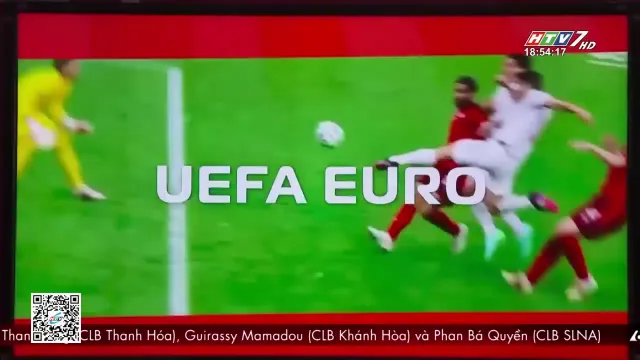 HTV7 HD
18:54:17
UEFA EURO
Than (CLB Thanh Hóa), Guirassy Mamadou (CLB Khánh Hòa) và Phan Bá Quyền (CLB SLNA)